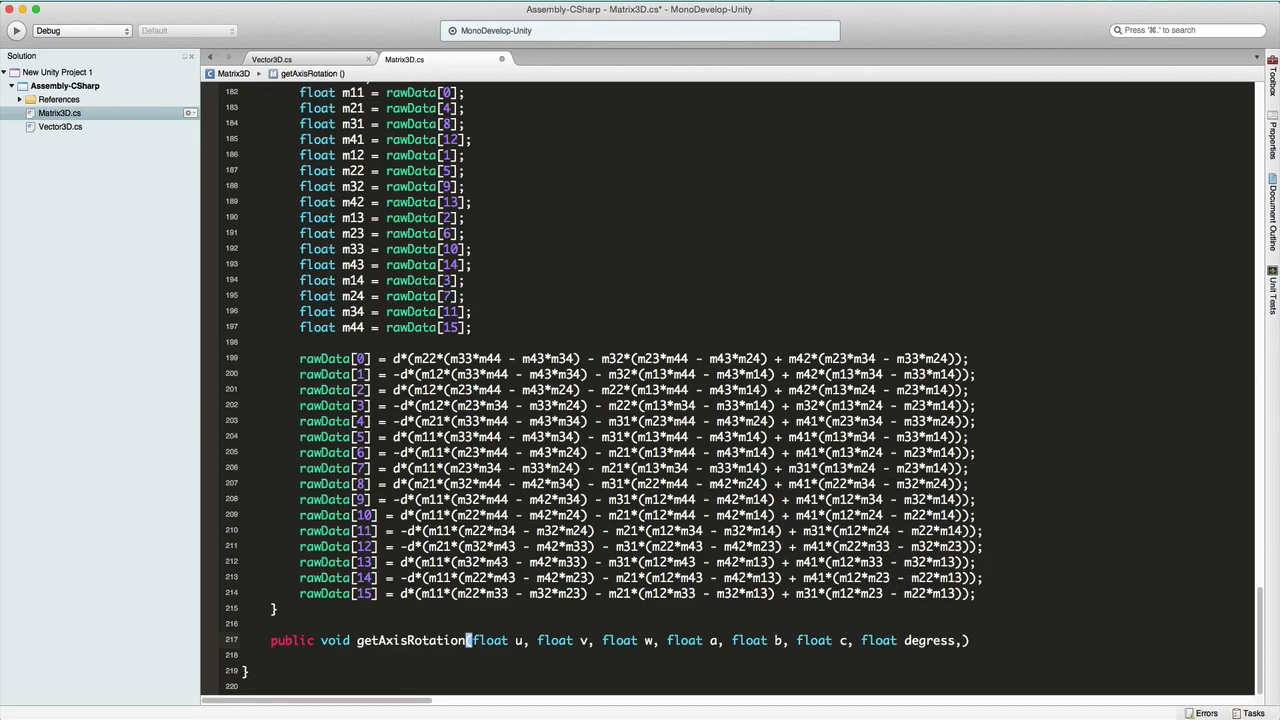 Assembly-CSharp - Matrix3D.cs* - MonoDevelop-Unity
Debug
Default
MonoDevelop-Unity
Press '⌘.' to search
Solution
New Unity Project 1
Assembly-CSharp
References
Matrix3D.cs
Vector3D.cs
Vector3D.cs
Matrix3D.cs
Matrix3D
getAxisRotation ()
182 float m11 = rawData[0];
183 float m21 = rawData[4];
184 float m31 = rawData[8];
185 float m41 = rawData[12];
186 float m12 = rawData[1];
187 float m22 = rawData[5];
188 float m32 = rawData[9];
189 float m42 = rawData[13];
190 float m13 = rawData[2];
191 float m23 = rawData[6];
192 float m33 = rawData[10];
193 float m43 = rawData[14];
194 float m14 = rawData[3];
195 float m24 = rawData[7];
196 float m34 = rawData[11];
197 float m44 = rawData[15];
198
199 rawData[0] = d*(m22*(m33*m44 - m43*m34) - m32*(m23*m44 - m43*m24) + m42*(m23*m34 - m33*m24));
200 rawData[1] = -d*(m12*(m33*m44 - m43*m34) - m32*(m13*m44 - m43*m14) + m42*(m13*m34 - m33*m14));
201 rawData[2] = d*(m12*(m23*m44 - m43*m24) - m22*(m13*m44 - m43*m14) + m42*(m13*m24 - m23*m14));
202 rawData[3] = -d*(m12*(m23*m34 - m33*m24) - m22*(m13*m34 - m33*m14) + m32*(m13*m24 - m23*m14));
203 rawData[4] = -d*(m21*(m33*m44 - m43*m34) - m31*(m23*m44 - m43*m24) + m41*(m23*m34 - m33*m24));
204 rawData[5] = d*(m11*(m33*m44 - m43*m34) - m31*(m13*m44 - m43*m14) + m41*(m13*m34 - m33*m14));
205 rawData[6] = -d*(m11*(m23*m44 - m43*m24) - m21*(m13*m44 - m43*m14) + m41*(m13*m24 - m23*m14));
206 rawData[7] = d*(m11*(m23*m34 - m33*m24) - m21*(m13*m34 - m33*m14) + m31*(m13*m24 - m23*m14));
207 rawData[8] = d*(m21*(m32*m44 - m42*m34) - m31*(m22*m44 - m42*m24) + m41*(m22*m34 - m32*m24));
208 rawData[9] = -d*(m11*(m32*m44 - m42*m34) - m31*(m12*m44 - m42*m14) + m41*(m12*m34 - m32*m14));
209 rawData[10] = d*(m11*(m22*m44 - m42*m24) - m21*(m12*m44 - m42*m14) + m41*(m12*m24 - m22*m14));
210 rawData[11] = -d*(m11*(m22*m34 - m32*m24) - m21*(m12*m34 - m32*m14) + m31*(m12*m24 - m22*m14));
211 rawData[12] = -d*(m21*(m32*m43 - m42*m33) - m31*(m22*m43 - m42*m23) + m41*(m22*m33 - m32*m23));
212 rawData[13] = d*(m11*(m32*m43 - m42*m33) - m31*(m12*m43 - m42*m13) + m41*(m12*m33 - m32*m13));
213 rawData[14] = -d*(m11*(m22*m43 - m42*m23) - m21*(m12*m43 - m42*m13) + m41*(m12*m23 - m22*m13));
214 rawData[15] = d*(m11*(m22*m33 - m32*m23) - m21*(m12*m33 - m32*m13) + m31*(m12*m23 - m22*m13));
215 }
216
217 public void getAxisRotation(float u, float v, float w, float a, float b, float c, float degress,)
218
219 }
220
Toolbox
Properties
Document Outline
Unit Tests
Errors
Tasks